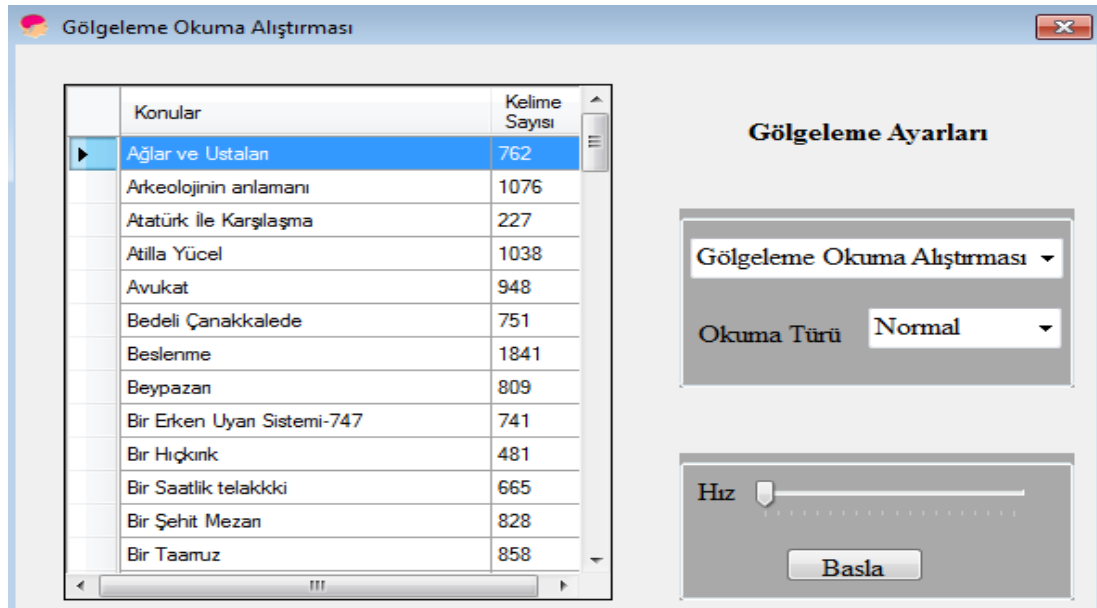 Gölgeleme Okuma Alıştırması
Konular Kelime Sayısı
Ağlar ve Ustaları 762
Arkeolojinin anlamanı 1076
Atatürk İle Karşılaşma 227
Atilla Yücel 1038
Avukat 948
Bedeli Çanakkalede 751
Beslenme 1841
Beypazarı 809
Bir Erken Uyarı Sistemi-747 741
Bir Hıçkırık 481
Bir Saatlik telakkki 665
Bir Şehit Mezarı 828
Bir Taarruz 858
Gölgeleme Ayarları
Gölgeleme Okuma Alıştırması
Okuma Türü Normal
Hız
Basla